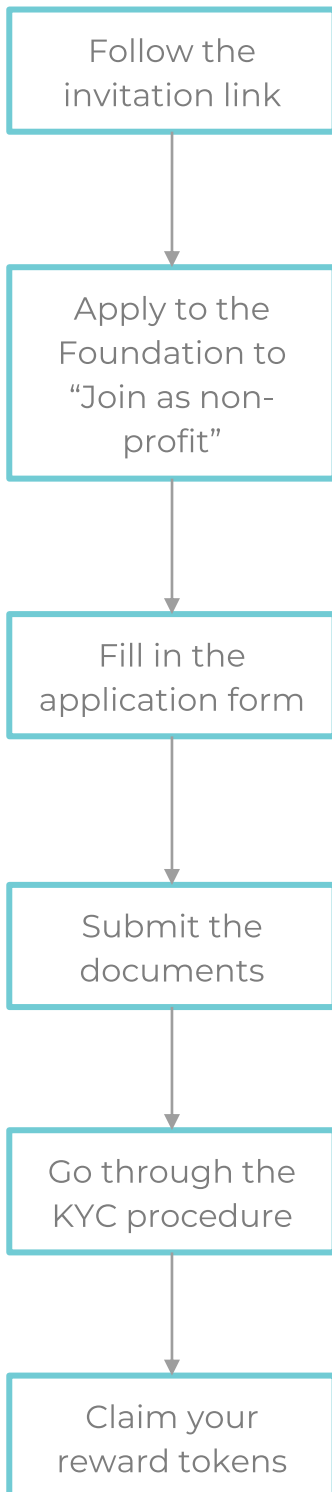 Follow the
invitation link
Apply to the
Foundation to
“Join as non-
profit”
Fill in the
application form
Submit the
documents
Go through the
KYC procedure
Claim your
reward tokens